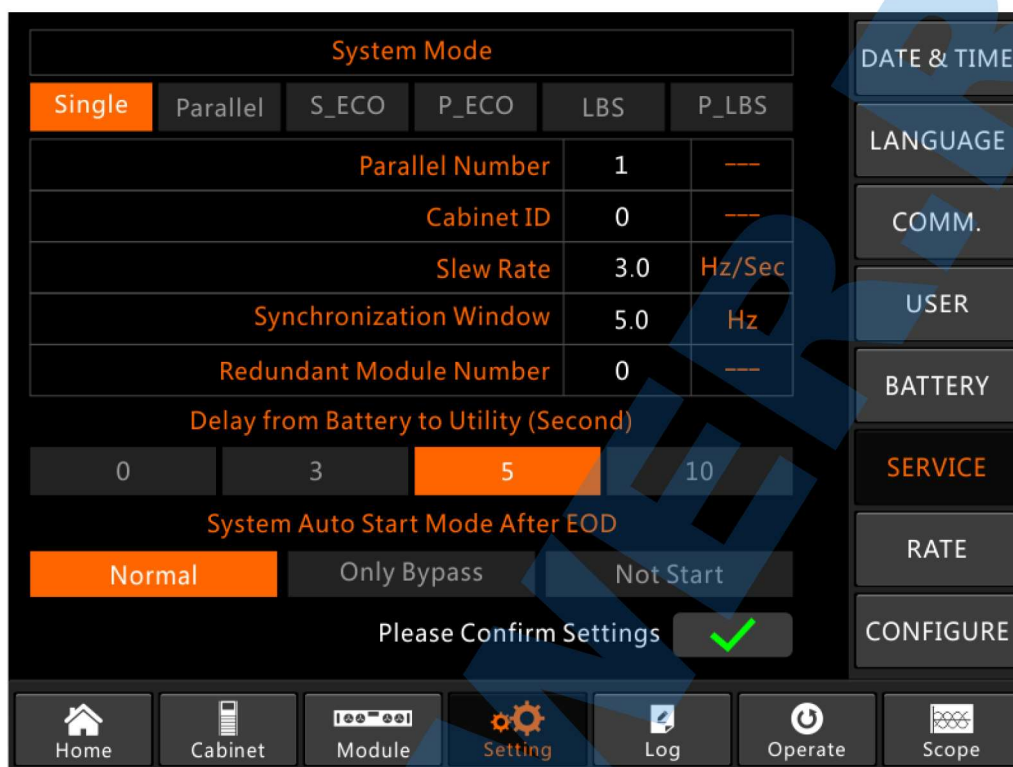 System Mode
DATE & TIME
Single Parallel S_ECO P_ECO LBS P_LBS
LANGUAGE
Parallel Number 1 ---
Cabinet ID 0 ---
COMM.
Slew Rate 3.0 Hz/Sec
USER
Synchronization Window 5.0 Hz
Redundant Module Number 0 ---
BATTERY
Delay from Battery to Utility (Second)
0 3 5 10
SERVICE
System Auto Start Mode After EOD
RATE
Normal Only Bypass Not Start
Please Confirm Settings
CONFIGURE
Home Cabinet Module Setting Log Operate Scope